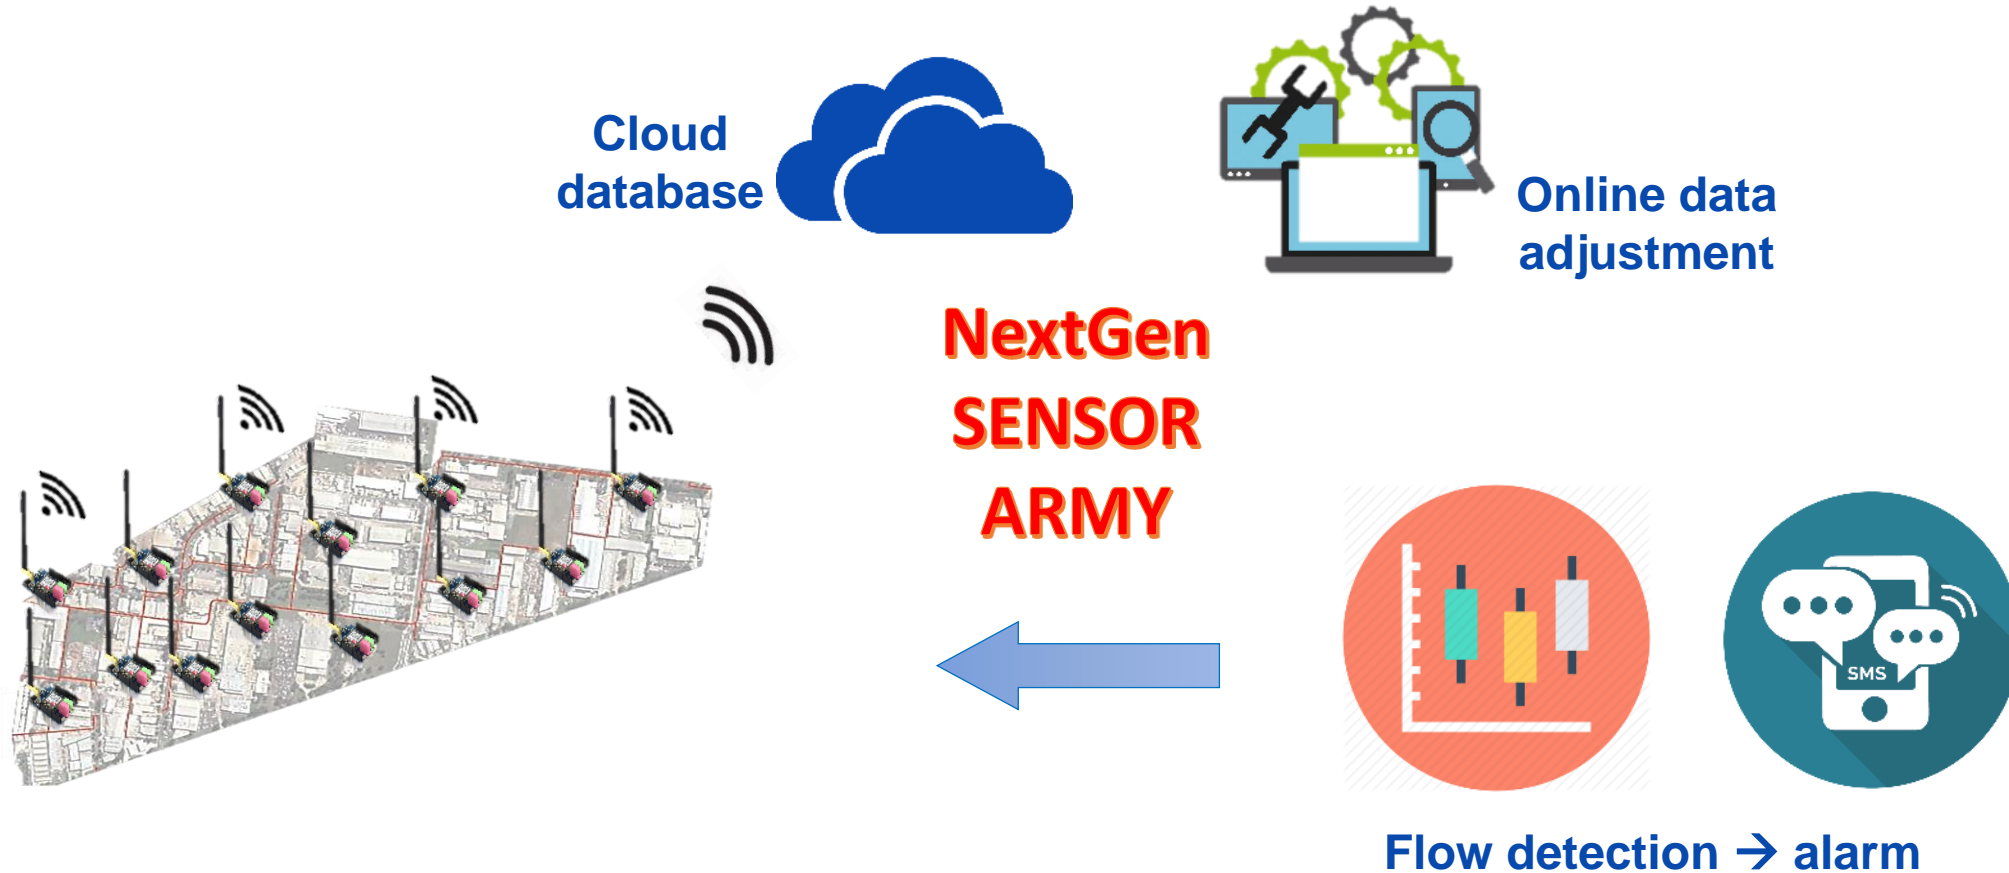 Cloud
database
Online data
adjustment
NextGen
SENSOR
ARMY
SMS
Flow detection → alarm